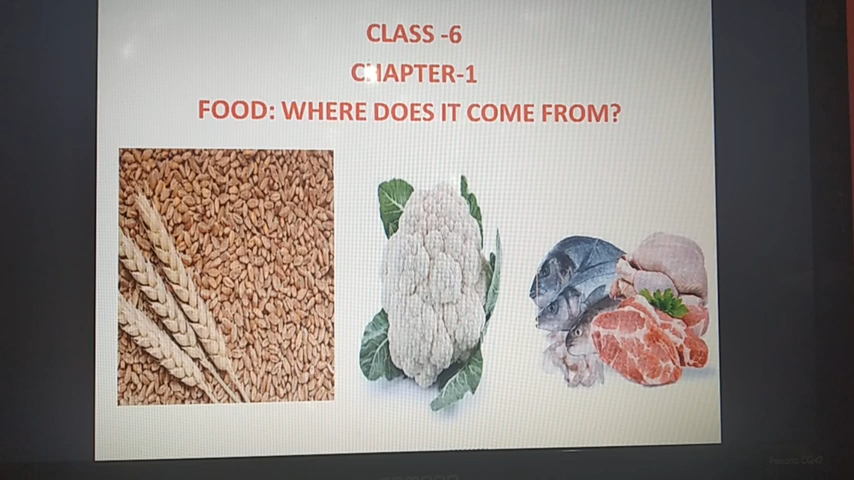 CLASS -6
CHAPTER-1
FOOD: WHERE DOES IT COME FROM?